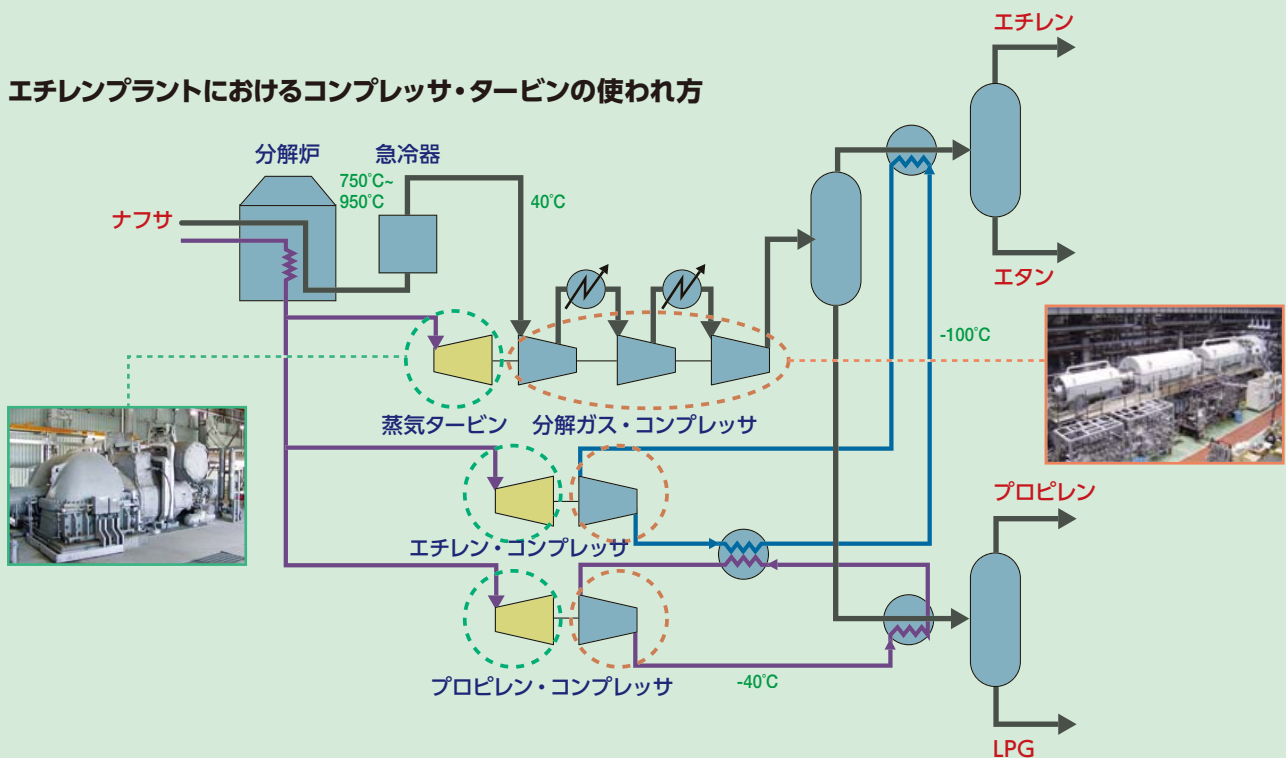 エチレンプラントにおけるコンプレッサ・タービンの使われ方
エチレン
分解炉
急冷器
750℃~
950℃
40℃
ナフサ
エタン
-100℃
蒸気タービン
分解ガス・コンプレッサ
プロピレン
エチレン・コンプレッサ
プロピレン・コンプレッサ
-40℃
LPG